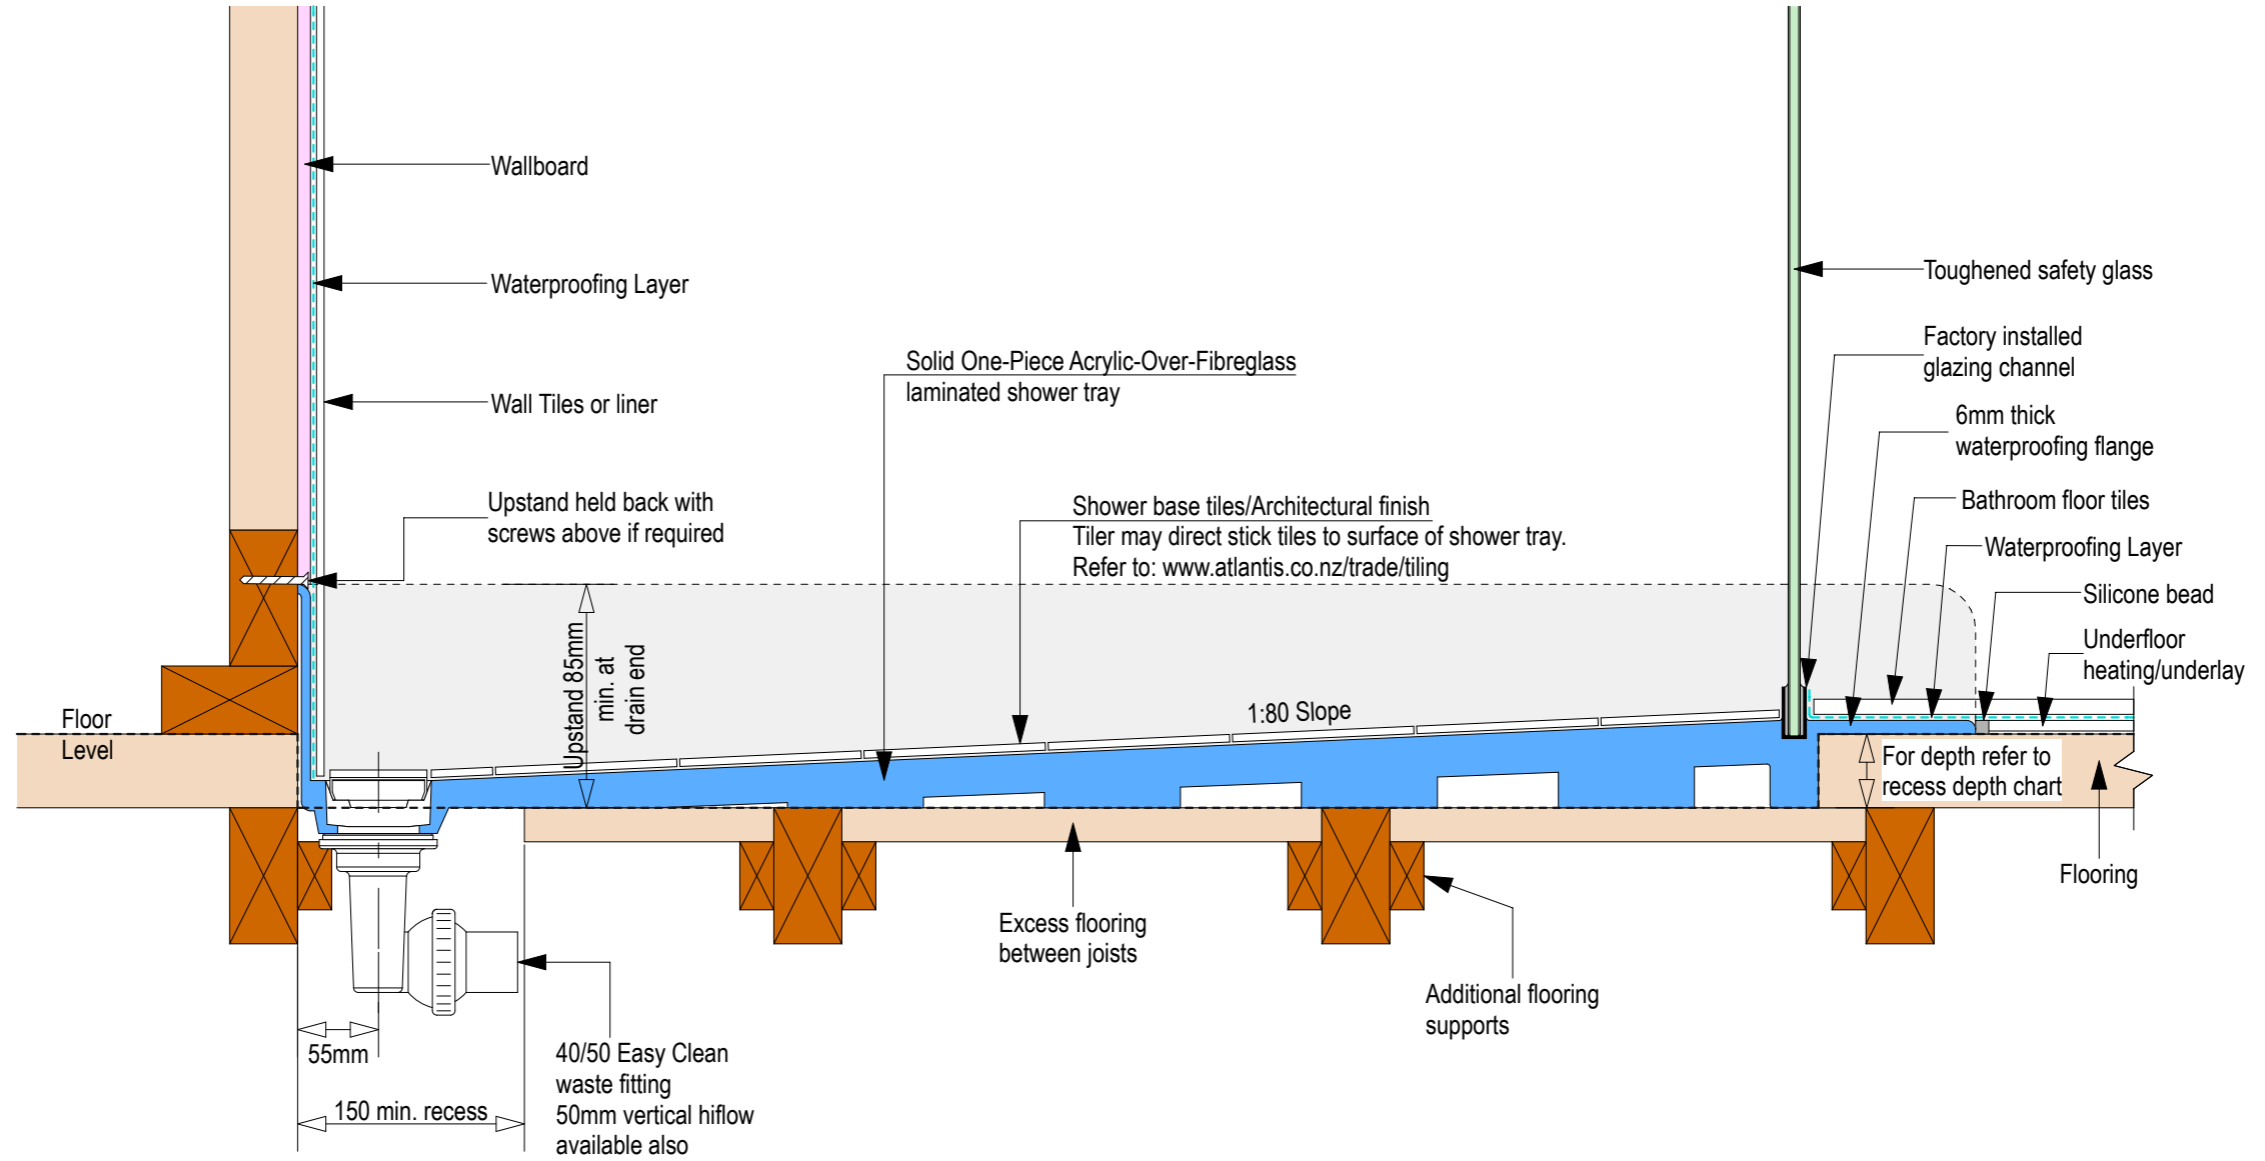 Wallboard
Waterproofing Layer
Wall Tiles or liner
Upstand held back with
screws above if required
Solid One-Piece Acrylic-Over-Fibreglass
laminated shower tray
Shower base tiles/Architectural finish
Tiler may direct stick tiles to surface of shower tray.
Refer to: www.atlantis.co.nz/trade/tiling
Toughened safety glass
Factory installed
glazing channel
6mm thick
waterproofing flange
Bathroom floor tiles
Waterproofing Layer
Silicone bead
Underfloor
heating/underlay
Upstand 85mm
min. at
drain end
1:80 Slope
Floor
Level
For depth refer to
recess depth chart
Flooring
Excess flooring
between joists
Additional flooring
supports
55mm
150 min. recess
40/50 Easy Clean
waste fitting
50mm vertical hiflow
available also